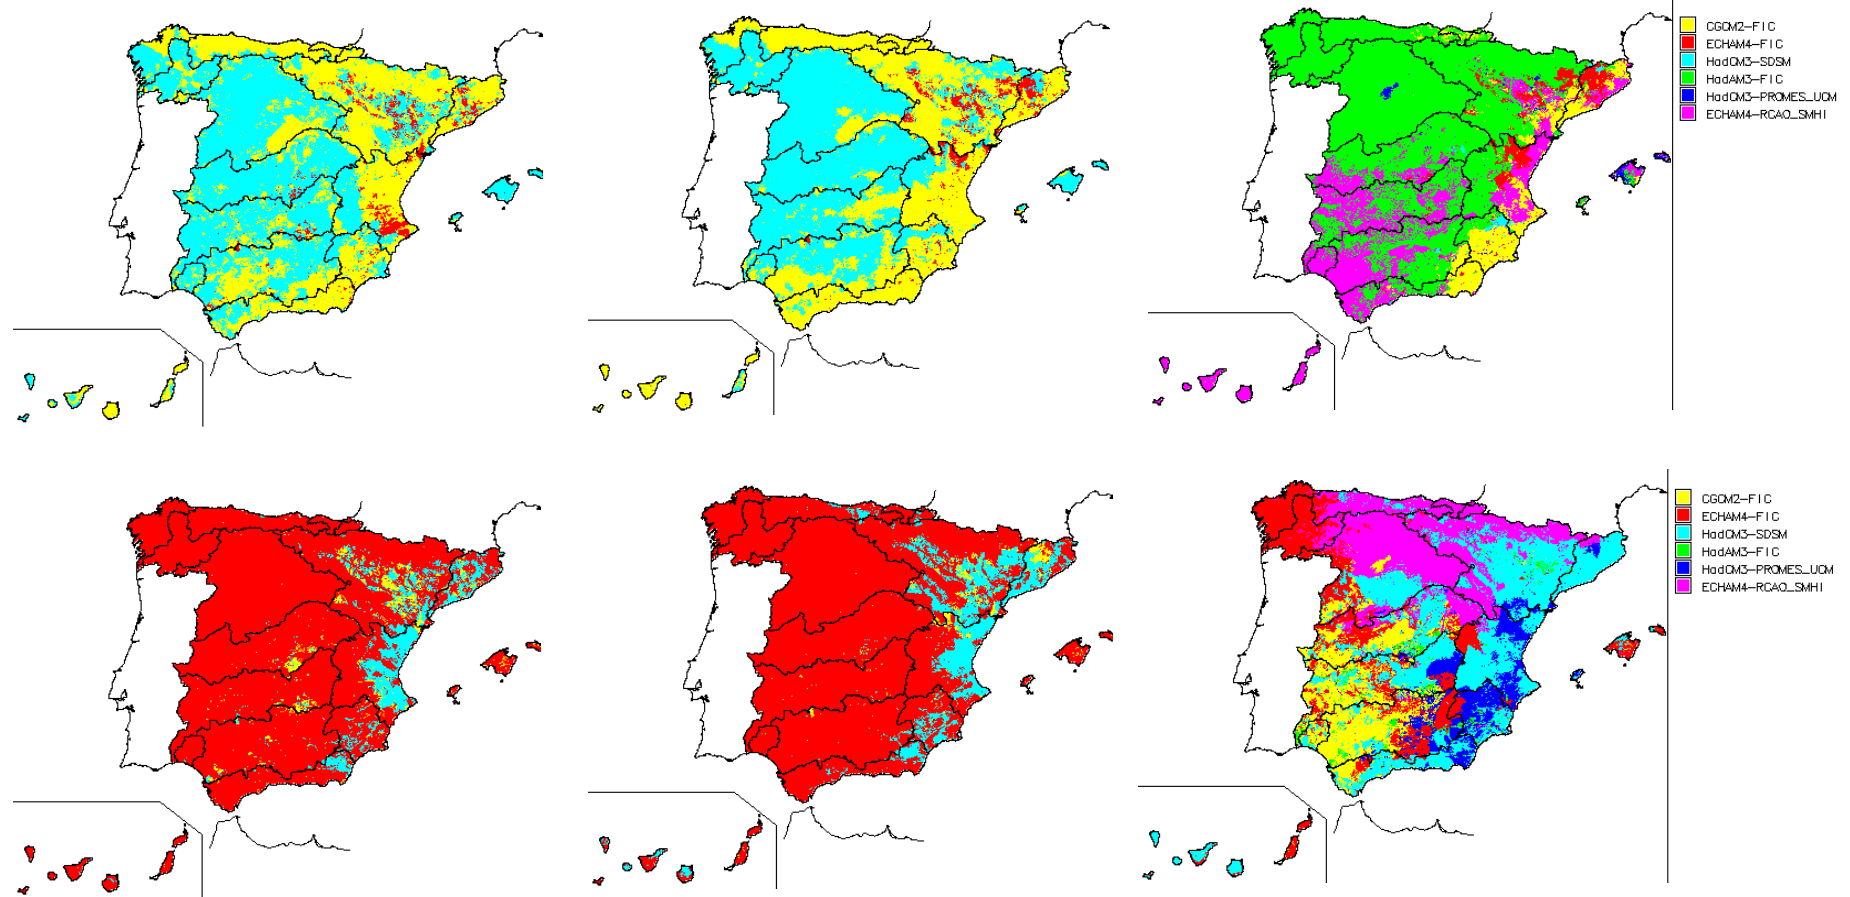 CGCM2-FIC
ECHAM4-FIC
HadCM3-SDSM
HadAM3-FIC
HadCM3-PROMES_UCM
ECHAM4-RCAO_SMHI
CGCM2-FIC
ECHAM4-FIC
HadCM3-SDSM
HadAM3-FIC
HadCM3-PROMES_UCM
ECHAM4-RCAO_SMHI